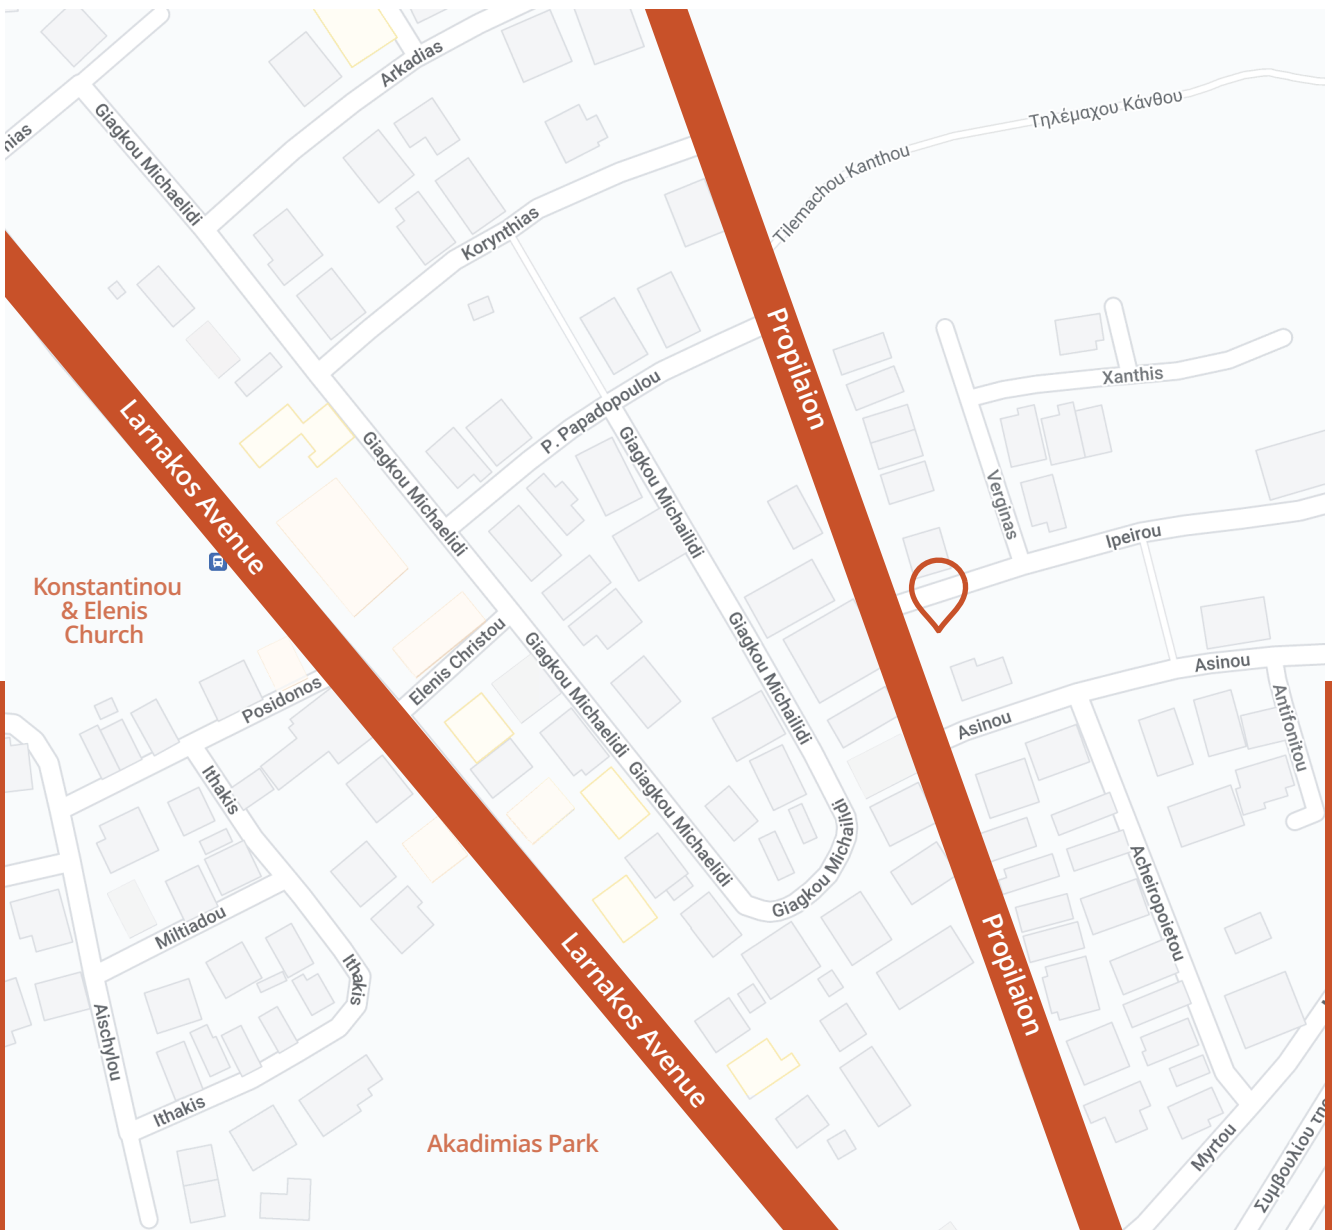 Arkadias
Giagkou Michaelidi
Τηλέμαχου Κάνθου
Tilemachou Kanthou
Korynthias
Propilaion
Xanthis
P. Papadopoulou
Larnakos Avenue
Giagkou Michaelidi
Giagkou Michailidi
Verginas
Ipeirou
Konstantinou
& Elenis
Church
Elenis Christou
Giagkou Michaelidi
Giagkou Michailidi
Posidonos
Asinou
Asinou
Antifonitou
Ithakis
Giagkou Michaelidi
Giagkou Michailidi
Acheiropoietou
Miltiadou
Ithakis
Larnakos Avenue
Propilaion
Aischylou
Ithakis
Akadimias Park
Myrtou
Συμβουλίου της